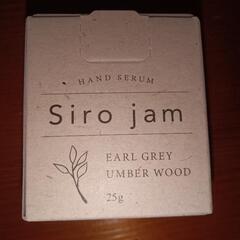 HAND SERUM
Siro jam
EARL GREY
UMBER WOOD
25g